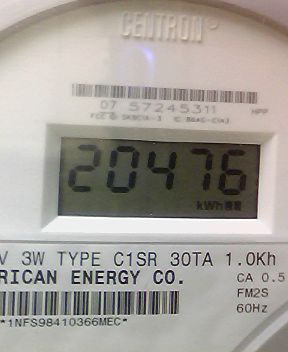 CENTRON®
07 57245311 HPP
20476
kWh
V 3W TYPE C1SR 30TA 1.0Kh
RICAN ENERGY CO. CA 0.5
FM2S
60Hz
*1NFS98410366MEC*